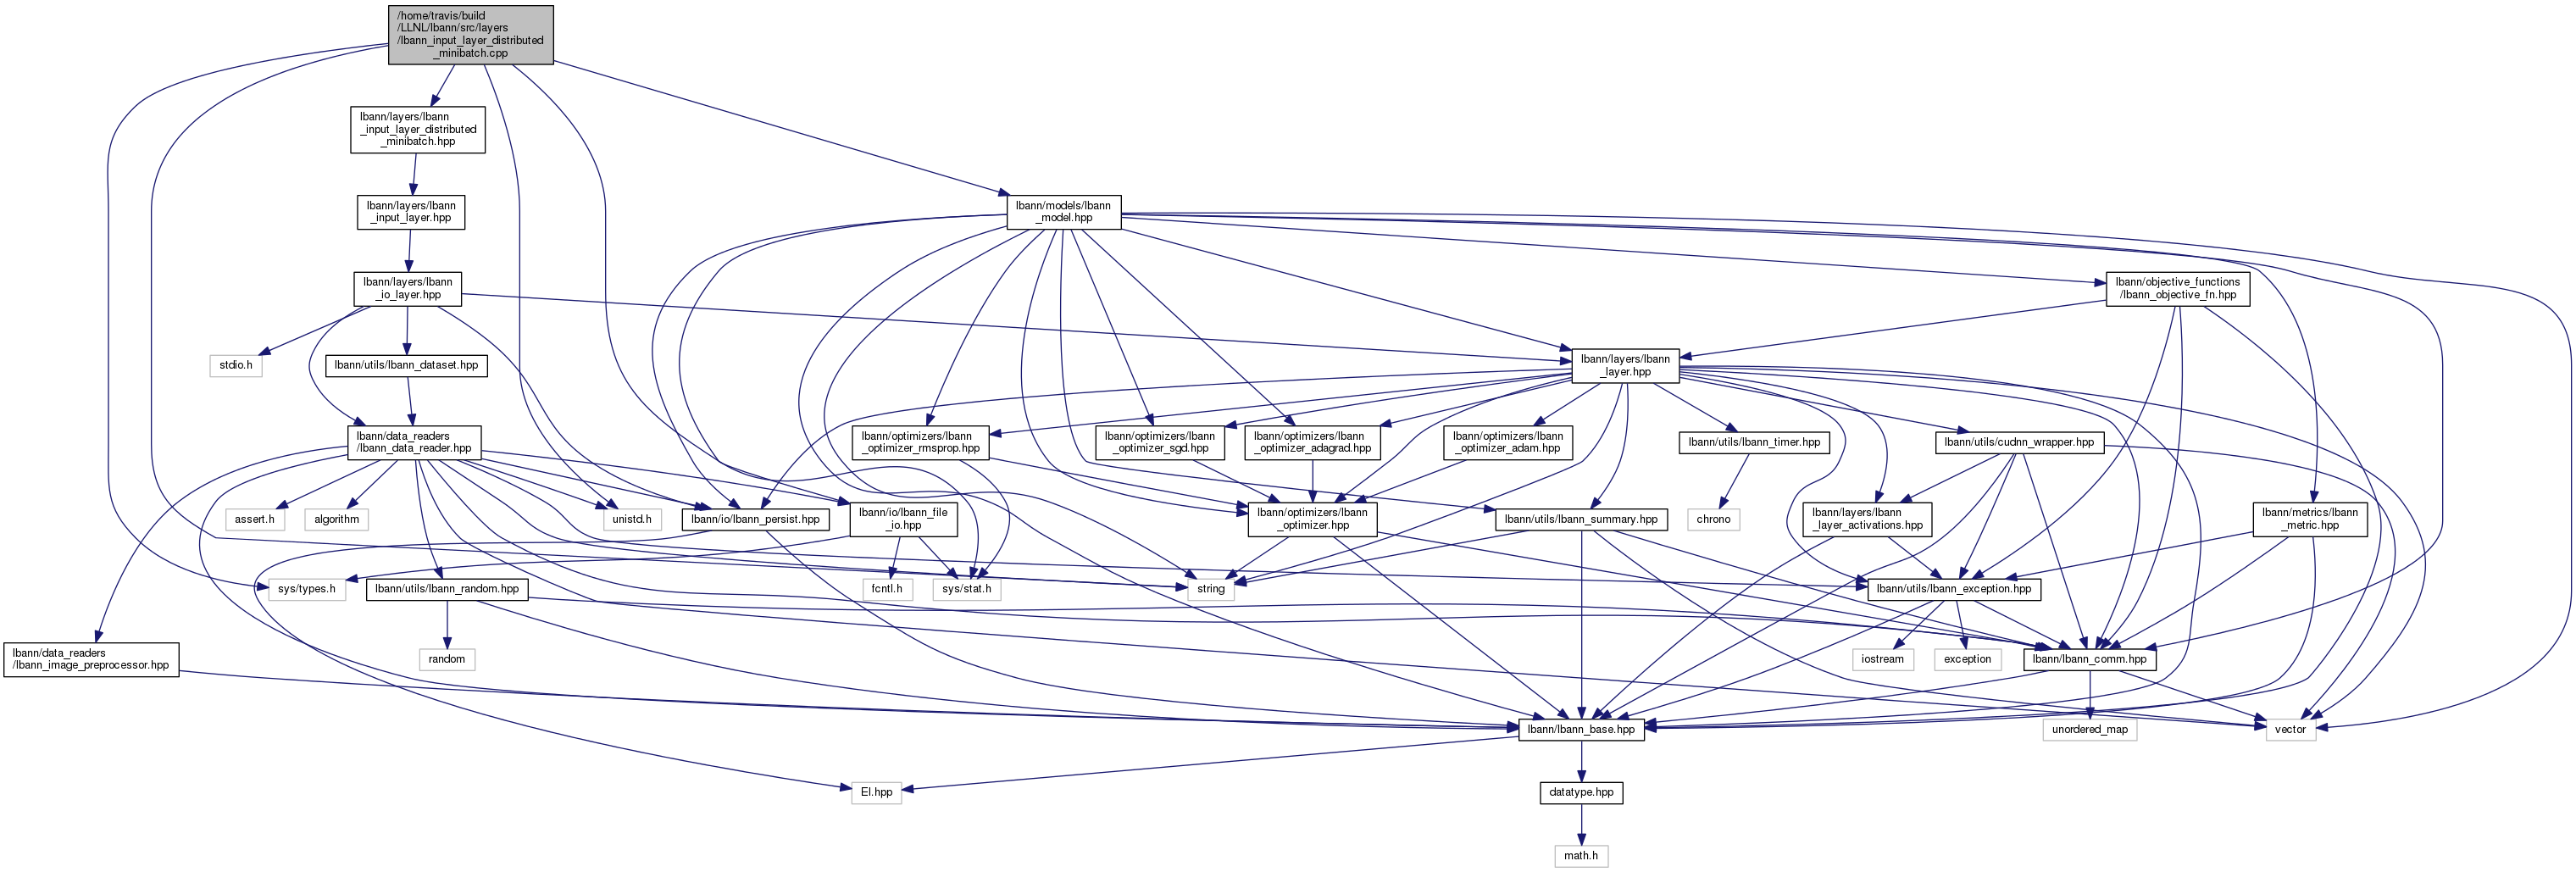 /home/travis/build
/LLNL/lbann/src/layers
/lbann_input_layer_distributed
_minibatch.cpp
lbann/layers/lbann
_input_layer_distributed
_minibatch.hpp
lbann/layers/lbann
_input_layer.hpp
lbann/models/lbann
_model.hpp
lbann/layers/lbann
_io_layer.hpp
lbann/objective_functions
/lbann_objective_fn.hpp
stdio.h
lbann/utils/lbann_dataset.hpp
lbann/layers/lbann
_layer.hpp
lbann/data_readers
/lbann_data_reader.hpp
lbann/optimizers/lbann
_optimizer_rmsprop.hpp
lbann/optimizers/lbann
_optimizer_sgd.hpp
lbann/optimizers/lbann
_optimizer_adagrad.hpp
lbann/optimizers/lbann
_optimizer_adam.hpp
lbann/utils/lbann_timer.hpp
lbann/utils/cudnn_wrapper.hpp
assert.h
algorithm
unistd.h
lbann/io/lbann_persist.hpp
lbann/io/lbann_file
_io.hpp
lbann/optimizers/lbann
_optimizer.hpp
lbann/utils/lbann_summary.hpp
chrono
lbann/layers/lbann
_layer_activations.hpp
lbann/metrics/lbann
_metric.hpp
sys/types.h
lbann/utils/lbann_random.hpp
fcntl.h
sys/stat.h
string
lbann/utils/lbann_exception.hpp
lbann/data_readers
/lbann_image_preprocessor.hpp
random
iostream
exception
lbann/lbann_comm.hpp
lbann/lbann_base.hpp
unordered_map
vector
El.hpp
datatype.hpp
math.h